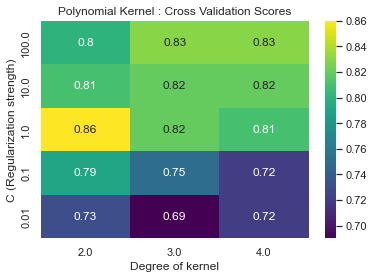 Polynomial Kernel : Cross Validation Scores
C (Regularization strength)
100.0 0.8 0.83 0.83
10.0 0.81 0.82 0.82
1.0 0.86 0.82 0.81
0.1 0.79 0.75 0.72
0.01 0.73 0.69 0.72
2.0 3.0 4.0
Degree of kernel
0.86
0.84
0.82
0.80
0.78
0.76
0.74
0.72
0.70